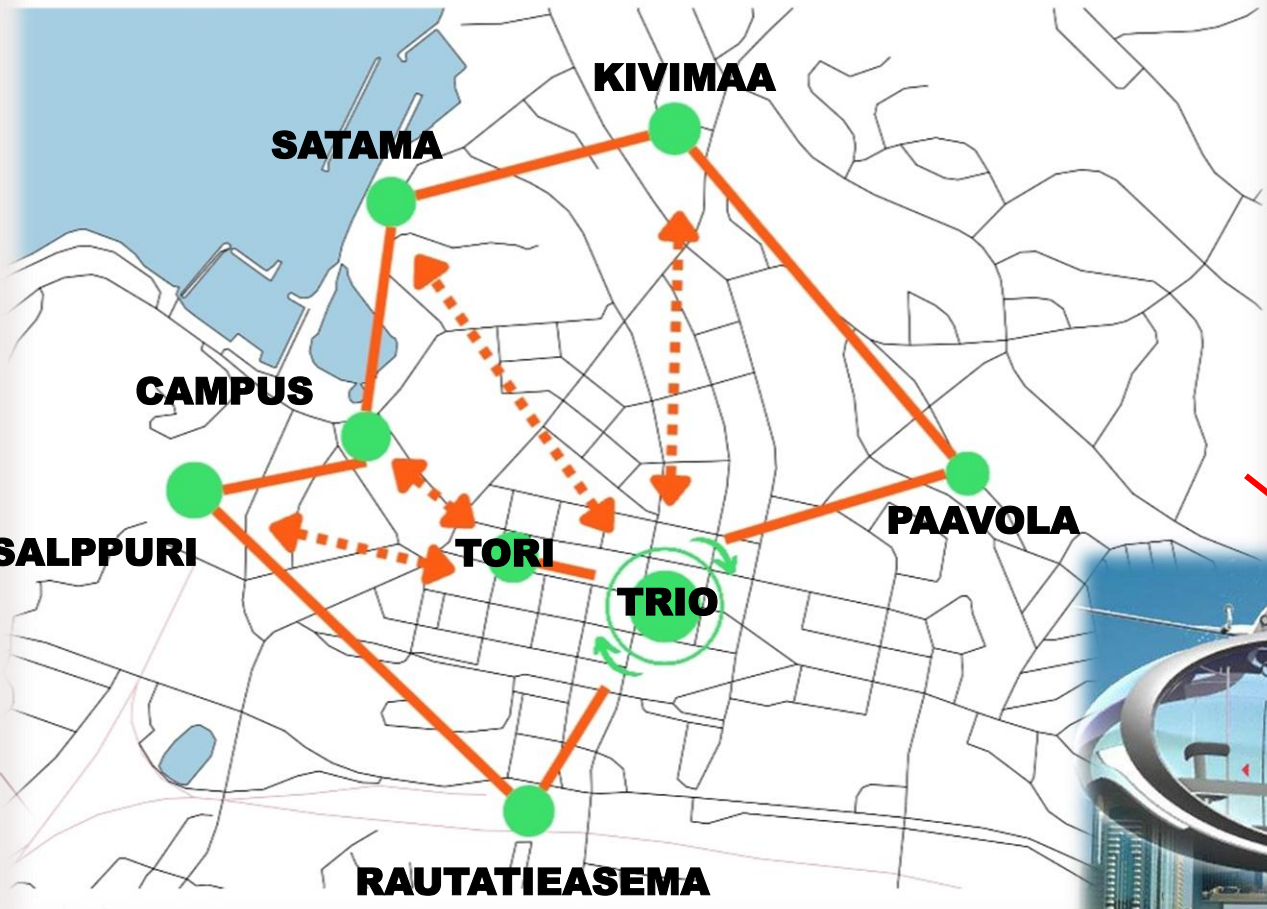 KIVIMAA
SATAMA
CAMPUS
PAAVOLA
SALPPURI
TORI
TRIO
RAUTATIEASEMA